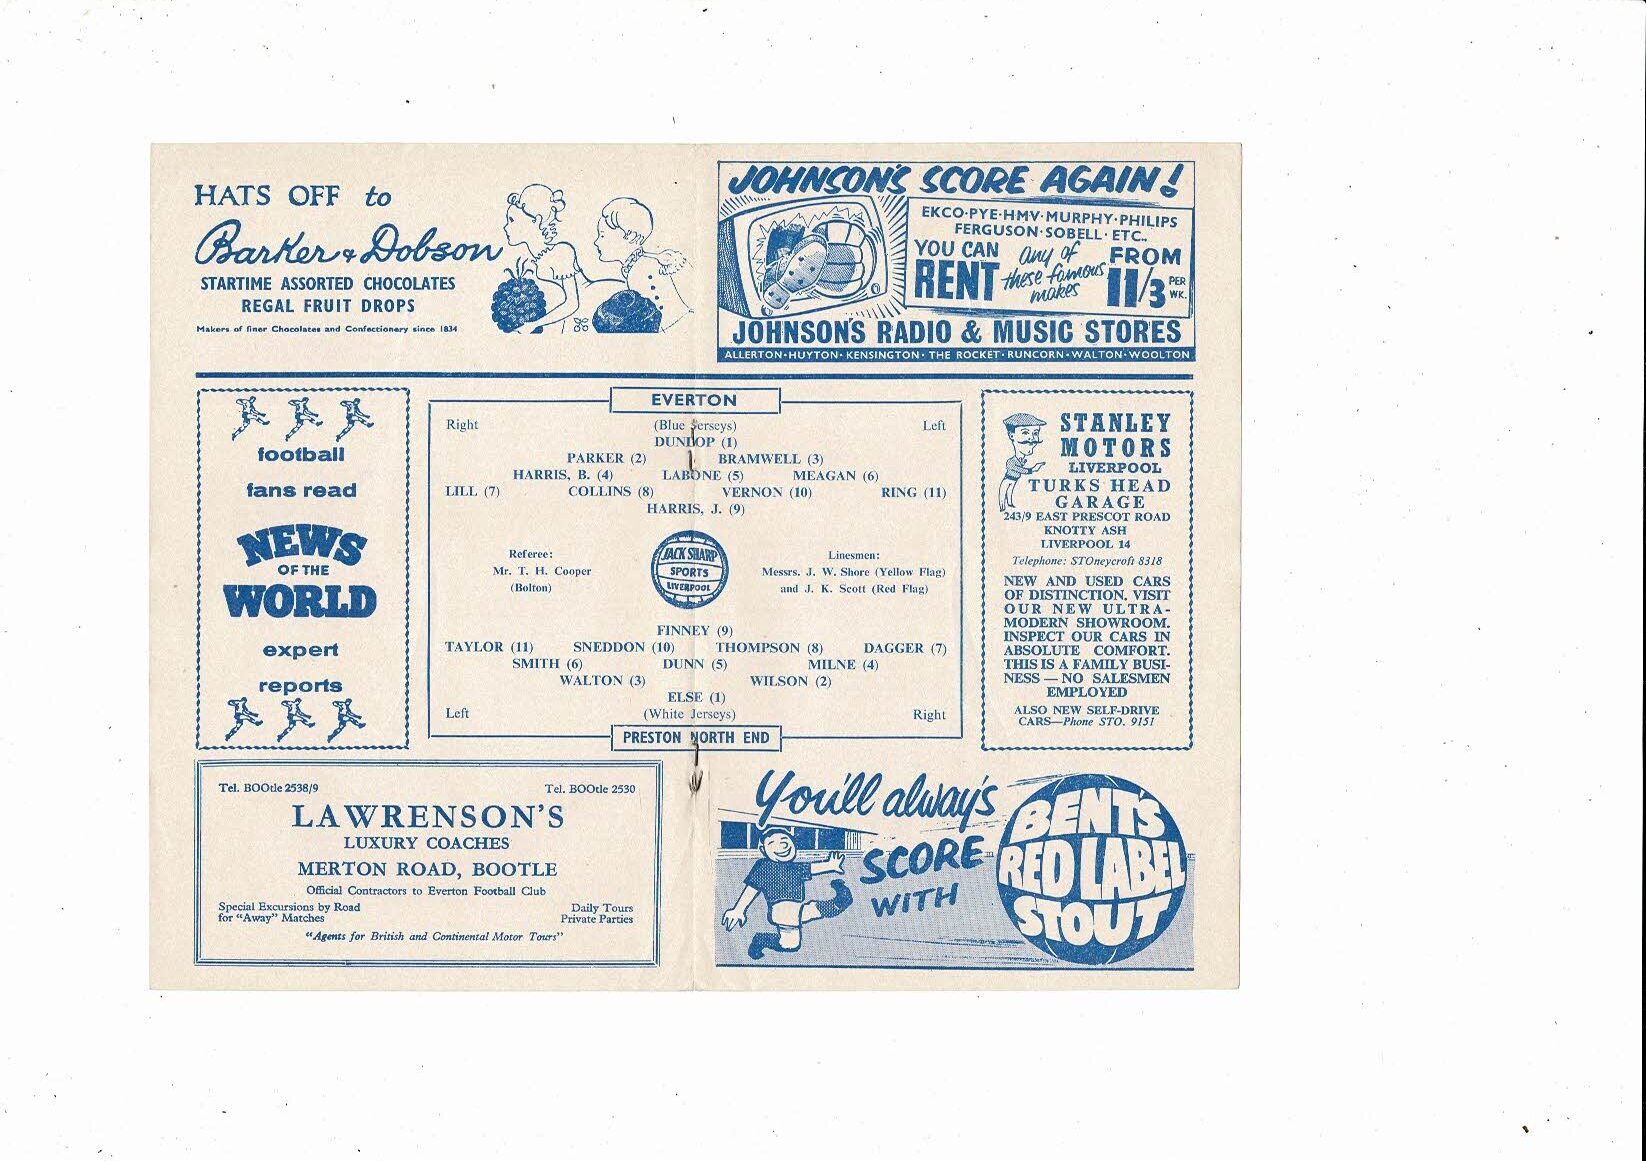 HATS OFF to
Barker & Dobson
STARTIME ASSORTED CHOCOLATES
REGAL FRUIT DROPS
Makers of finer Chocolates and Confectionery since 1834
JOHNSON'S SCORE AGAIN!
EKCO·PYE·HMV·MURPHY·PHILIPS
FERGUSON·SOBELL·ETC.,
YOU CAN
RENT
any of
these famous
makes
FROM
11/3 PER
WK.
JOHNSON'S RADIO & MUSIC STORES
ALLERTON·HUYTON·KENSINGTON·THE ROCKET·RUNCORN·WALTON·WOOLTON
football
fans read
NEWS
OF THE
WORLD
expert
reports
EVERTON
Right (Blue Jerseys) Left
DUNLOP (1)
PARKER (2) BRAMWELL (3)
HARRIS, B. (4) LABONE (5) MEAGAN (6)
LILL (7) COLLINS (8) VERNON (10) RING (11)
HARRIS, J. (9)
Referee:
Mr. T. H. Cooper
(Bolton)
JACK SHARP
SPORTS
LIVERPOOL
Linesmen:
Messrs. J. W. Shore (Yellow Flag)
and J. K. Scott (Red Flag)
FINNEY (9)
TAYLOR (11) SNEDDON (10) THOMPSON (8) DAGGER (7)
SMITH (6) DUNN (5) MILNE (4)
WALTON (3) WILSON (2)
ELSE (1)
Left (White Jerseys) Right
PRESTON NORTH END
STANLEY
MOTORS
LIVERPOOL
TURKS HEAD
GARAGE
243/9 EAST PRESCOT ROAD
KNOTTY ASH
LIVERPOOL 14
Telephone: STOneycroft 8318
NEW AND USED CARS
OF DISTINCTION. VISIT
OUR NEW ULTRA-
MODERN SHOWROOM.
INSPECT OUR CARS IN
ABSOLUTE COMFORT.
THIS IS A FAMILY BUSI-
NESS — NO SALESMEN
EMPLOYED
ALSO NEW SELF-DRIVE
CARS—Phone STO. 9151
Tel. BOOtle 2538/9 Tel. BOOtle 2530
LAWRENSON'S
LUXURY COACHES
MERTON ROAD, BOOTLE
Official Contractors to Everton Football Club
Special Excursions by Road
for "Away" Matches
Daily Tours
Private Parties
"Agents for British and Continental Motor Tours"
You'll always
SCORE
WITH
BENT'S
RED LABEL
STOUT